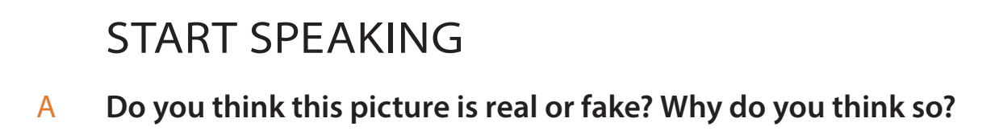 START SPEAKING
A Do you think this picture is real or fake? Why do you think so?